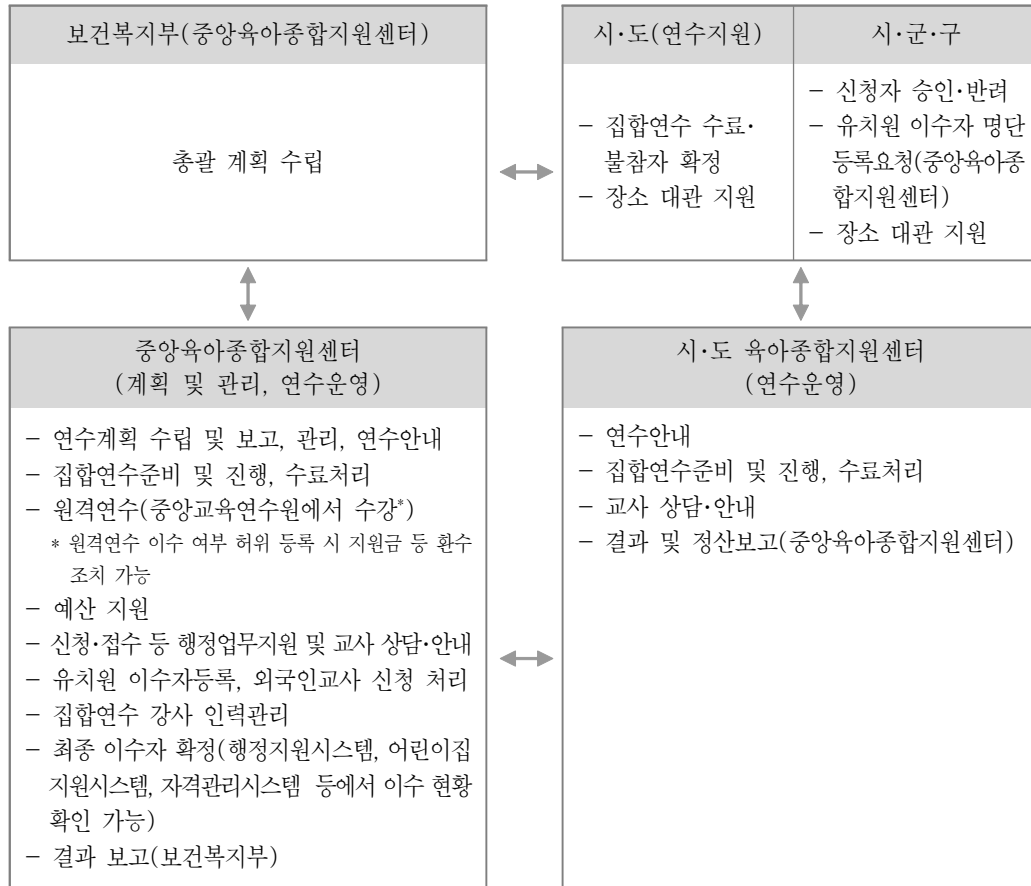 보건복지부(중앙육아종합지원센터)
총괄 계획 수립
시·도(연수지원)
- 집합연수 수료·
불참자 확정
- 장소 대관 지원
시·군·구
- 신청자 승인·반려
- 유치원 이수자 명단
등록요청(중앙육아종
합지원센터)
- 장소 대관 지원
중앙육아종합지원센터
(계획 및 관리, 연수운영)
- 연수계획 수립 및 보고, 관리, 연수안내
- 집합연수준비 및 진행, 수료처리
- 원격연수(중앙교육연수원에서 수강*)
* 원격연수 이수 여부 허위 등록 시 지원금 등 환수
조치 가능
- 예산 지원
- 신청·접수 등 행정업무지원 및 교사 상담·안내
- 유치원 이수자등록, 외국인교사 신청 처리
- 집합연수 강사 인력관리
- 최종 이수자 확정(행정지원시스템, 어린이집
지원시스템, 자격관리시스템 등에서 이수 현황
확인 가능)
- 결과 보고(보건복지부)
시·도 육아종합지원센터
(연수운영)
- 연수안내
- 집합연수준비 및 진행, 수료처리
- 교사 상담·안내
- 결과 및 정산보고(중앙육아종합지원센터)